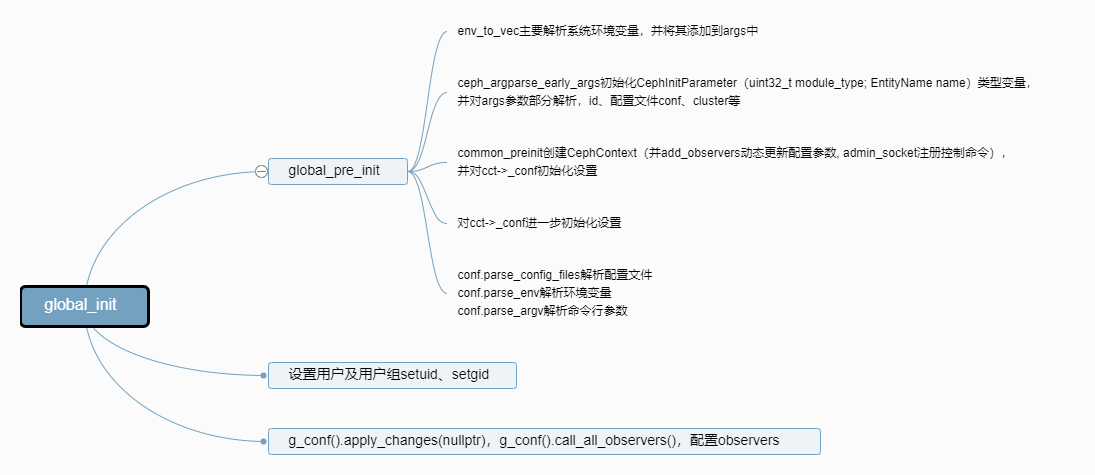 env_to_vec主要解析系统环境变量，并将其添加到args中
ceph_argparse_early_args初始化CephInitParameter（uint32_t module_type; EntityName name）类型变量，
并对args参数部分解析，id、配置文件conf、cluster等
common_preinit创建CephContext（并add_observers动态更新配置参数, admin_socket注册控制命令），
并对cct->_conf初始化设置
global_pre_init
对cct->_conf进一步初始化设置
conf.parse_config_files解析配置文件
conf.parse_env解析环境变量
conf.parse_argv解析命令行参数
global_init
设置用户及用户组setuid、setgid
g_conf().apply_changes(nullptr)，g_conf().call_all_observers()，配置observers